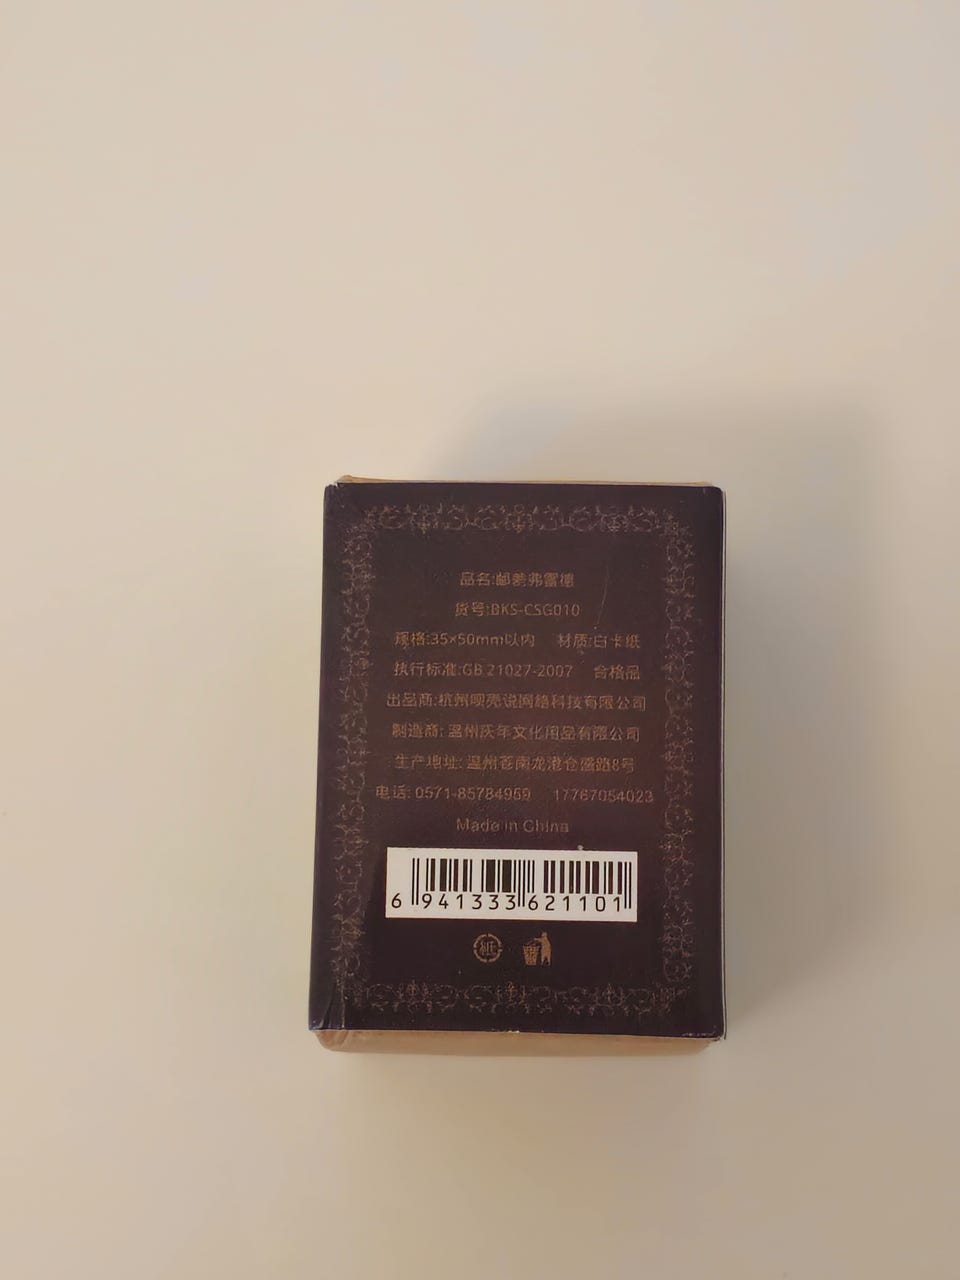 品名:邮差弗雷德
货号:BKS-CSG010
规格:35×50mm以内 材质:白卡纸
执行标准:GB 21027-2007 合格品
出品商:杭州呗壳说网络科技有限公司
制造商: 温州庆年文化用品有限公司
生产地址: 温州苍南龙港仓盛路8号
电话: 0571-85784959 17767054023
Made in China
6 941333 621101
紙